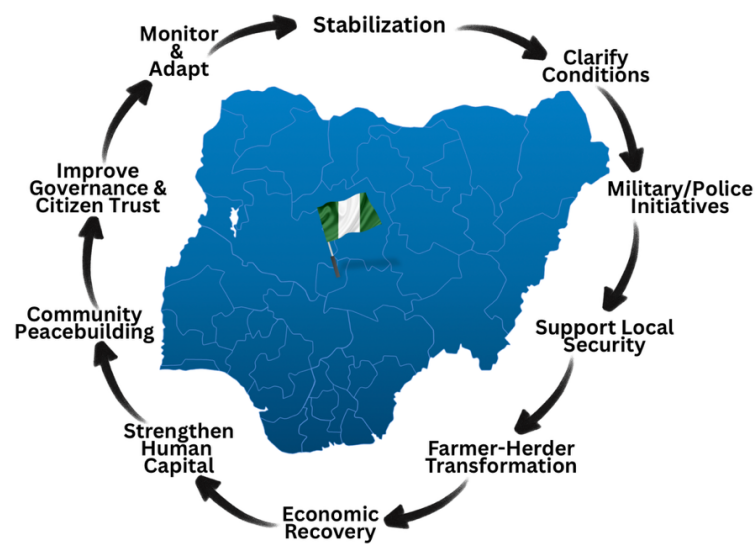 Stabilization
Clarify
Conditions
Military/Police
Initiatives
Support Local
Security
Farmer-Herder
Transformation
Economic
Recovery
Strengthen
Human
Capital
Community
Peacebuilding
Improve
Governance &
Citizen Trust
Monitor
&
Adapt